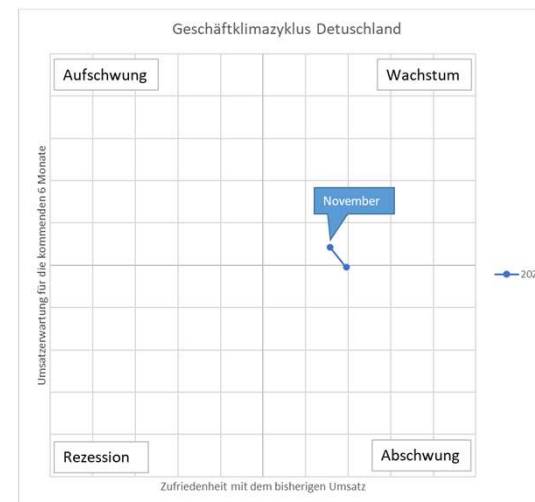 Geschäftklimazyklus Detuschland
Aufschwung
Wachstum
Umsatzerwartung für die kommenden 6 Monate
November
Rezession
Abschwung
Zufriedenheit mit dem bisherigen Umsatz